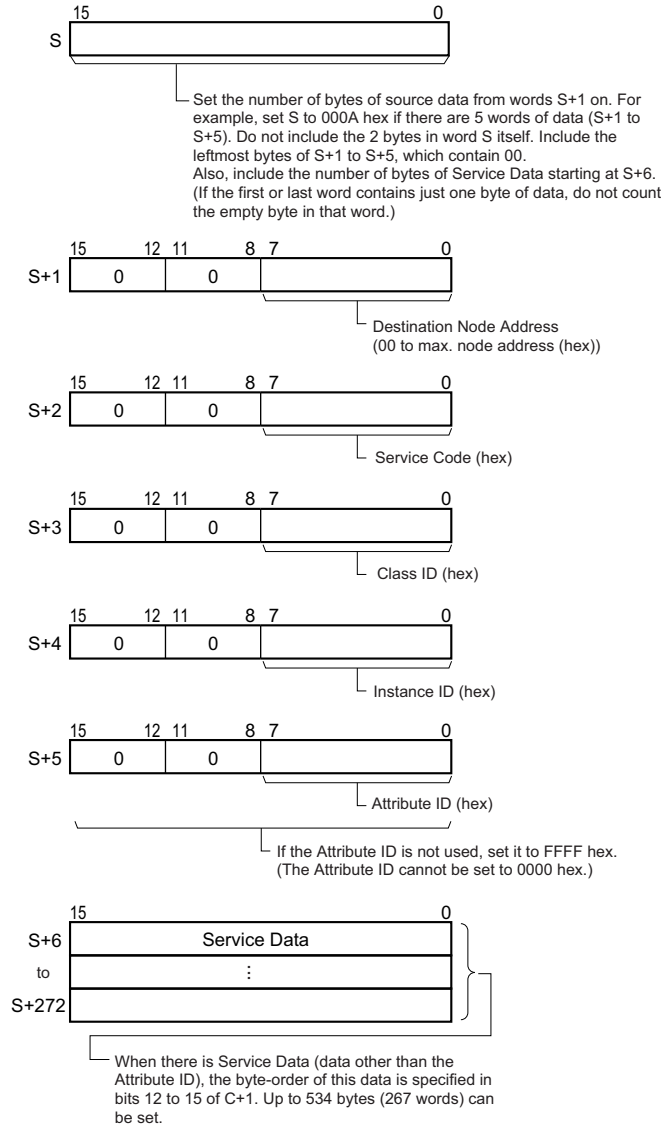 15 0
S
Set the number of bytes of source data from words S+1 on. For
example, set S to 000A hex if there are 5 words of data (S+1 to
S+5). Do not include the 2 bytes in word S itself. Include the
leftmost bytes of S+1 to S+5, which contain 00.
Also, include the number of bytes of Service Data starting at S+6.
(If the first or last word contains just one byte of data, do not count
the empty byte in that word.)
15 12 11 8 7 0
S+1 0 0
Destination Node Address
(00 to max. node address (hex))
15 12 11 8 7 0
S+2 0 0
Service Code (hex)
15 12 11 8 7 0
S+3 0 0
Class ID (hex)
15 12 11 8 7 0
S+4 0 0
Instance ID (hex)
15 12 11 8 7 0
S+5 0 0
Attribute ID (hex)
If the Attribute ID is not used, set it to FFFF hex.
(The Attribute ID cannot be set to 0000 hex.)
15 0
S+6 Service Data
to ⋮
S+272
When there is Service Data (data other than the
Attribute ID), the byte-order of this data is specified in
bits 12 to 15 of C+1. Up to 534 bytes (267 words) can
be set.